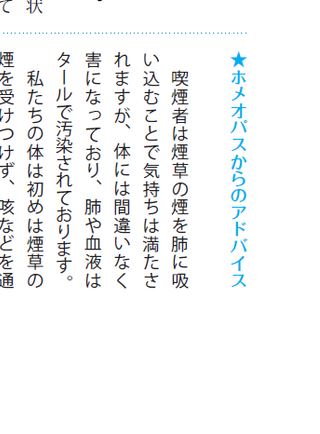 ★ホメオパスからのアドバイス
喫煙者は煙草の煙を肺に吸
い込むことで気持ちは満たさ
れますが、体には間違いなく
害になっており、肺や血液は
タールで汚染されております。
私たちの体は初めは煙草の
煙を受けつけず、咳などを通
状
て